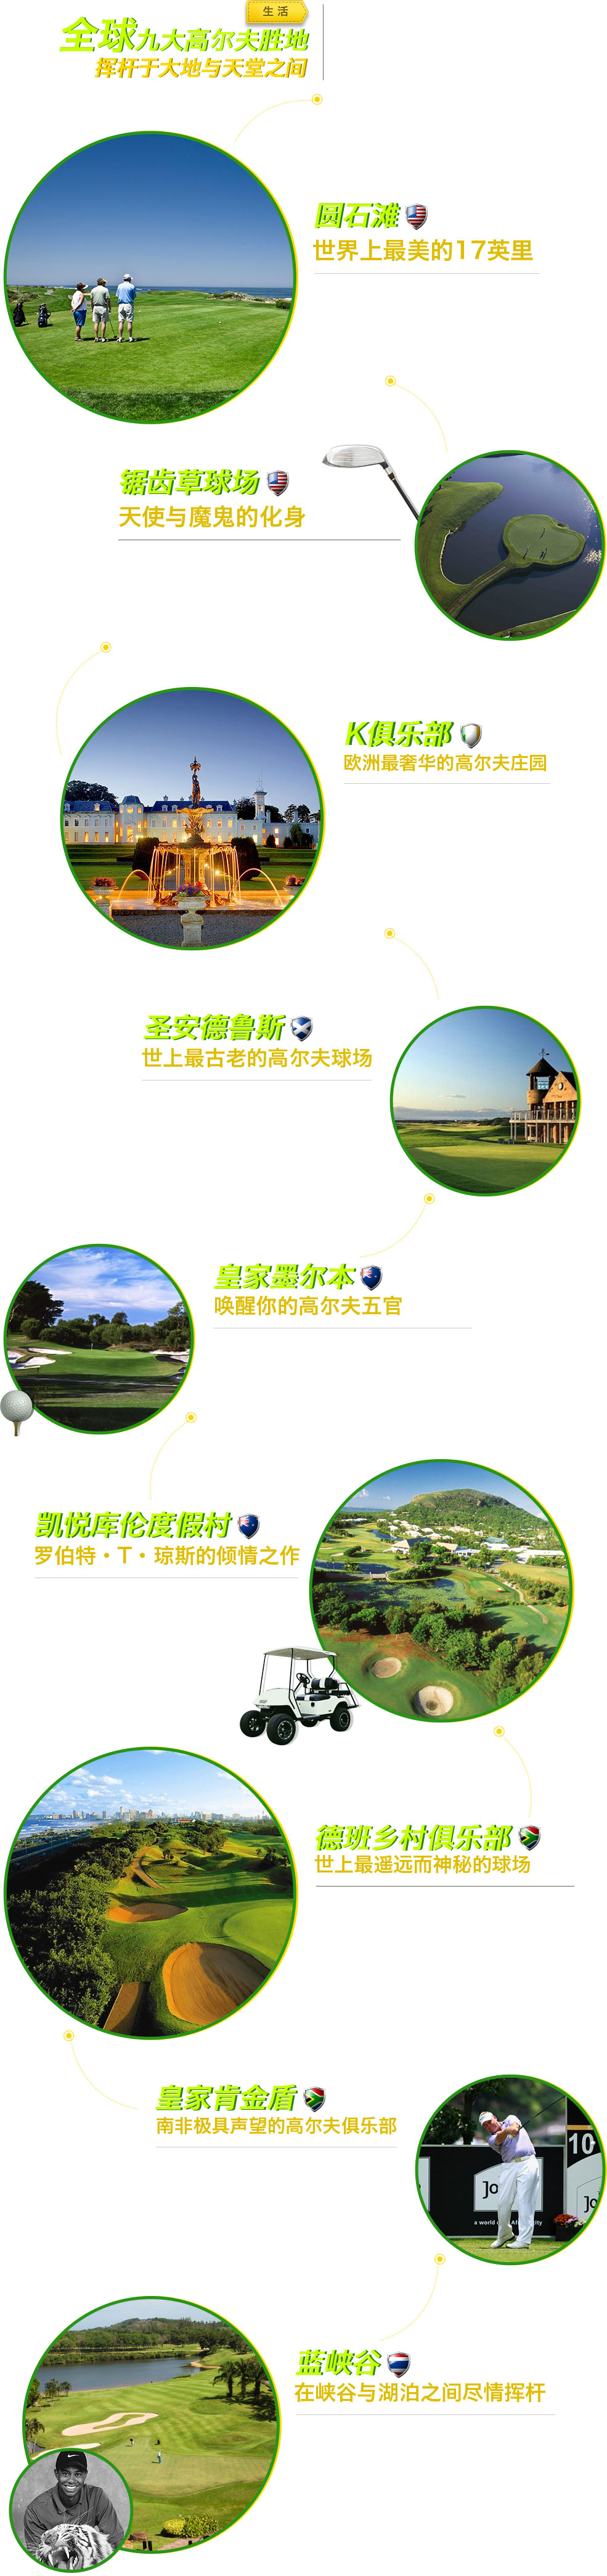 生活
全球九大高尔夫胜地
挥杆于大地与天堂之间
圆石滩
世界上最美的17英里
锯齿草球场
天使与魔鬼的化身
K俱乐部
欧洲最奢华的高尔夫庄园
圣安德鲁斯
世上最古老的高尔夫球场
皇家墨尔本
唤醒你的高尔夫五官
凯悦库伦度假村
罗伯特·T·琼斯的倾情之作
德班乡村俱乐部
世上最遥远而神秘的球场
皇家肯金盾
南非极具声望的高尔夫俱乐部
10
蓝峡谷
在峡谷与湖泊之间尽情挥杆